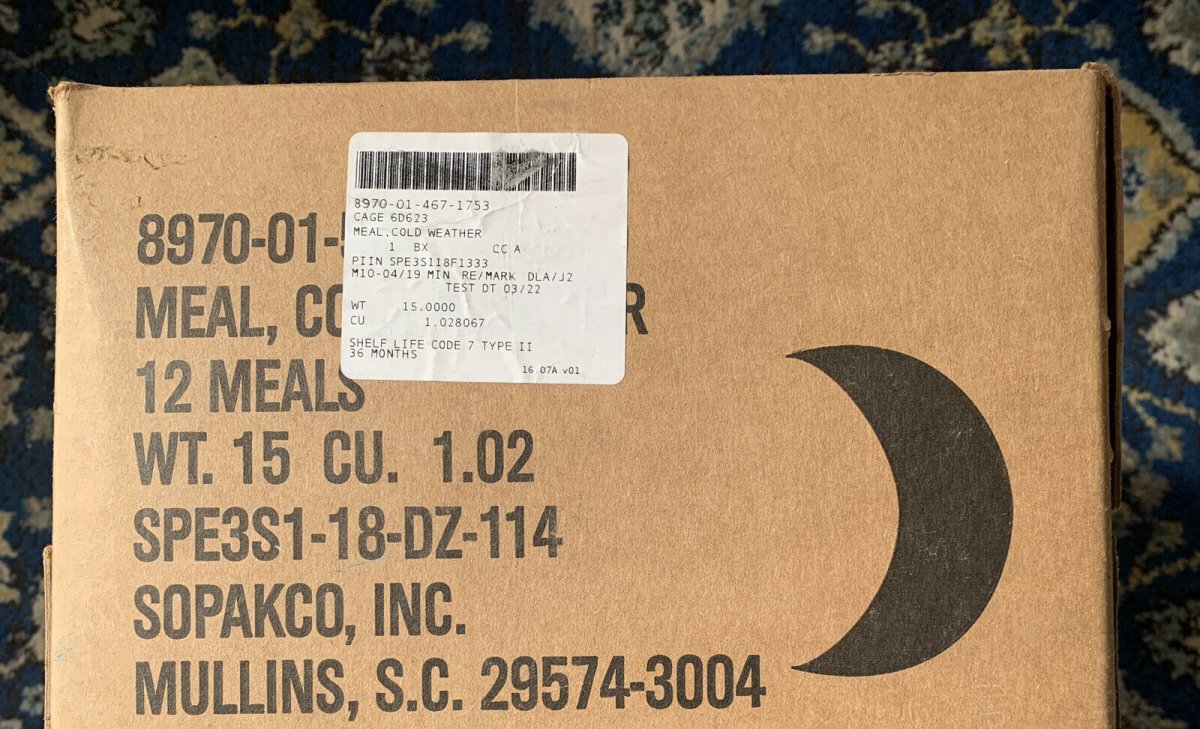 8970-01-467-1753
CAGE 6D623
MEAL,COLD WEATHER
1 BX CC A
PIIN SPE3S118F1333
M10-04/19 MIN RE/MARK DLA/J2
TEST DT 03/22
WT 15.0000
CU 1.028067
SHELF LIFE CODE 7 TYPE II
36 MONTHS
16.07A v01
8970-01-
MEAL, CO R
12 MEALS
WT. 15 CU. 1.02
SPE3S1-18-DZ-114
SOPAKCO, INC.
MULLINS, S.C. 29574-3004